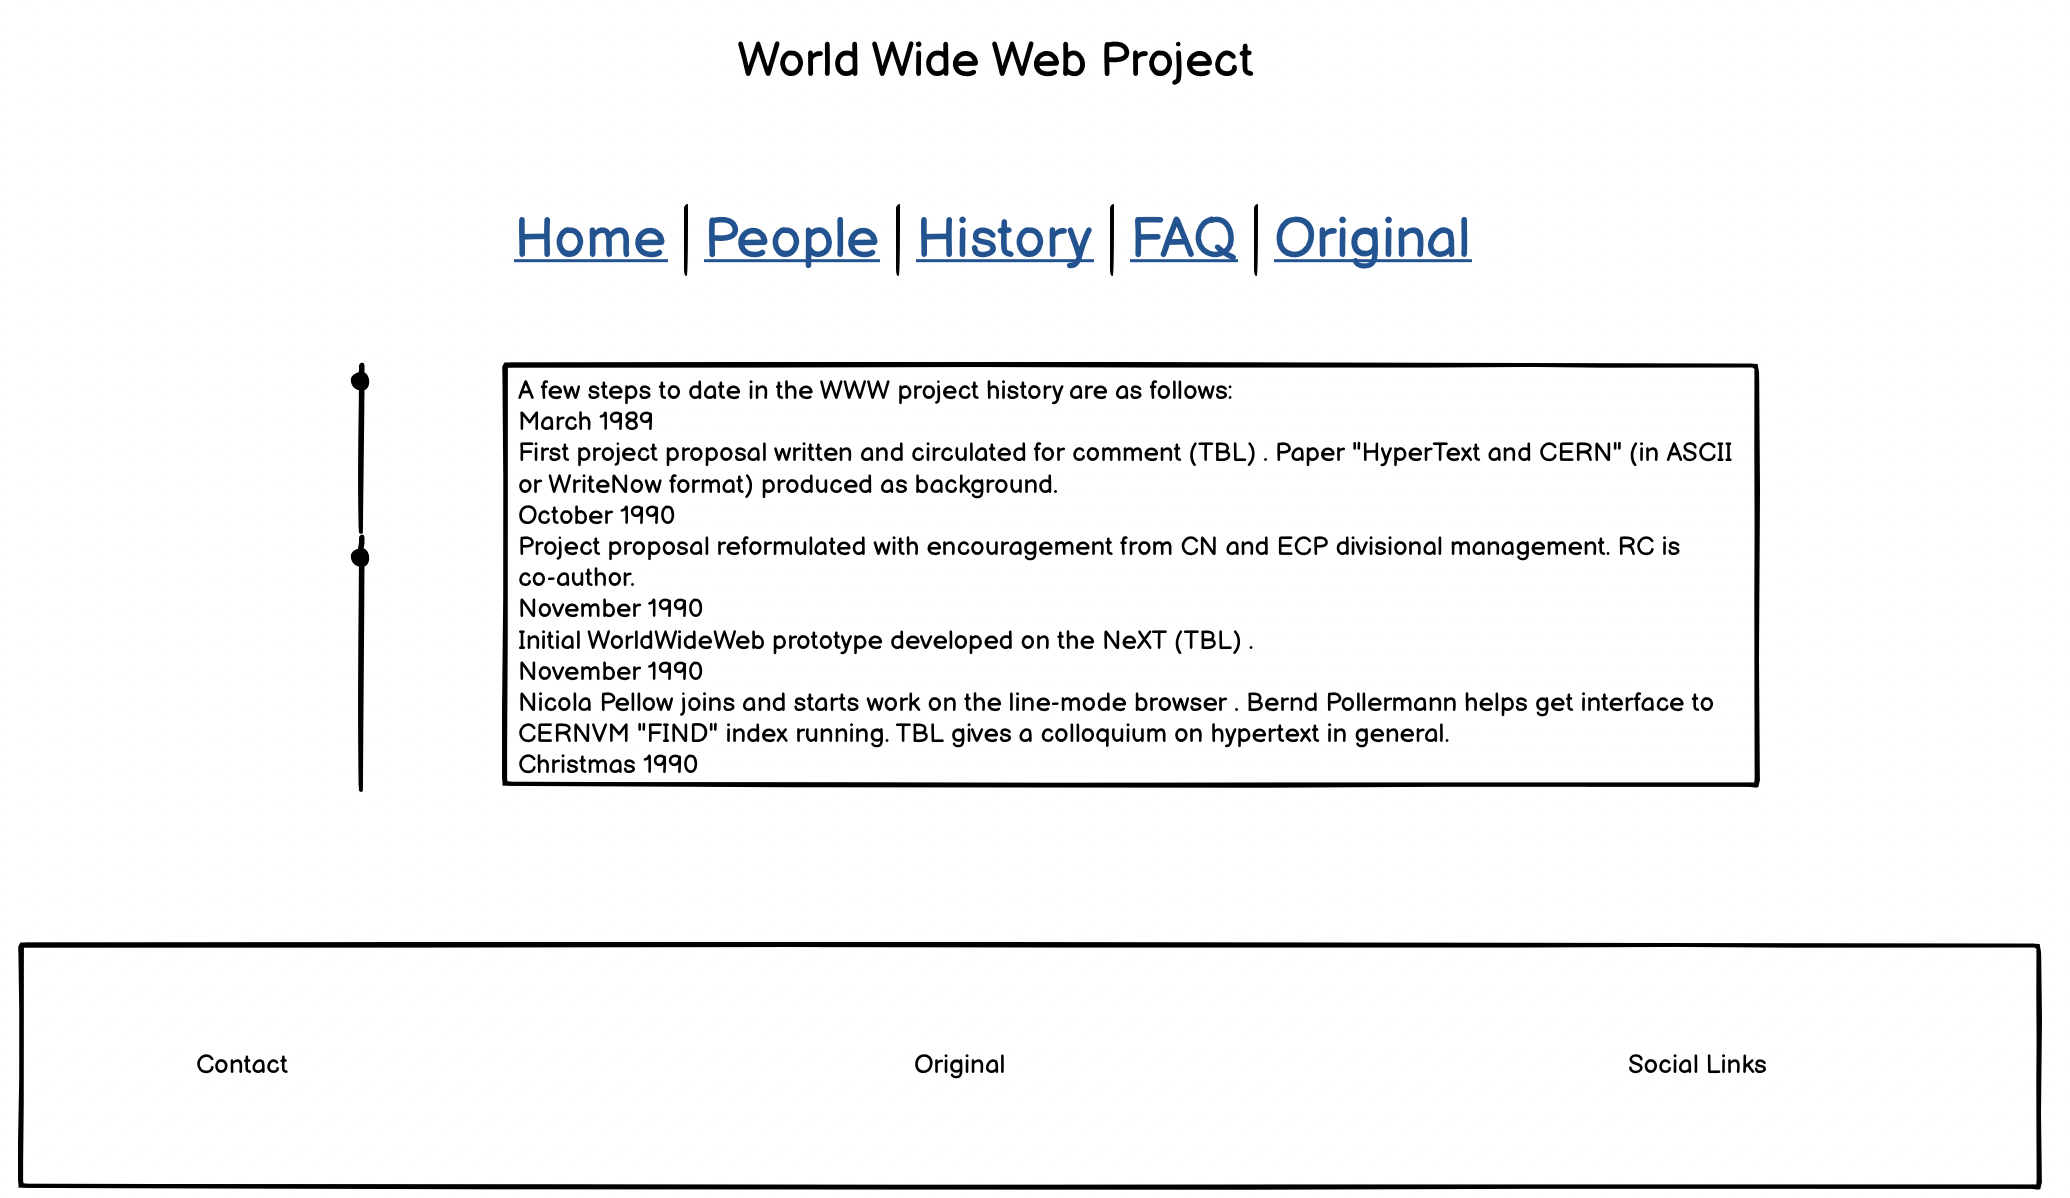 World Wide Web Project
Home | People | History | FAQ | Original
A few steps to date in the WWW project history are as follows:
March 1989
First project proposal written and circulated for comment (TBL) . Paper "HyperText and CERN" (in ASCII
or WriteNow format) produced as background.
October 1990
Project proposal reformulated with encouragement from CN and ECP divisional management. RC is
co-author.
November 1990
Initial WorldWideWeb prototype developed on the NeXT (TBL) .
November 1990
Nicola Pellow joins and starts work on the line-mode browser . Bernd Pollermann helps get interface to
CERNVM "FIND" index running. TBL gives a colloquium on hypertext in general.
Christmas 1990
Contact Original Social Links